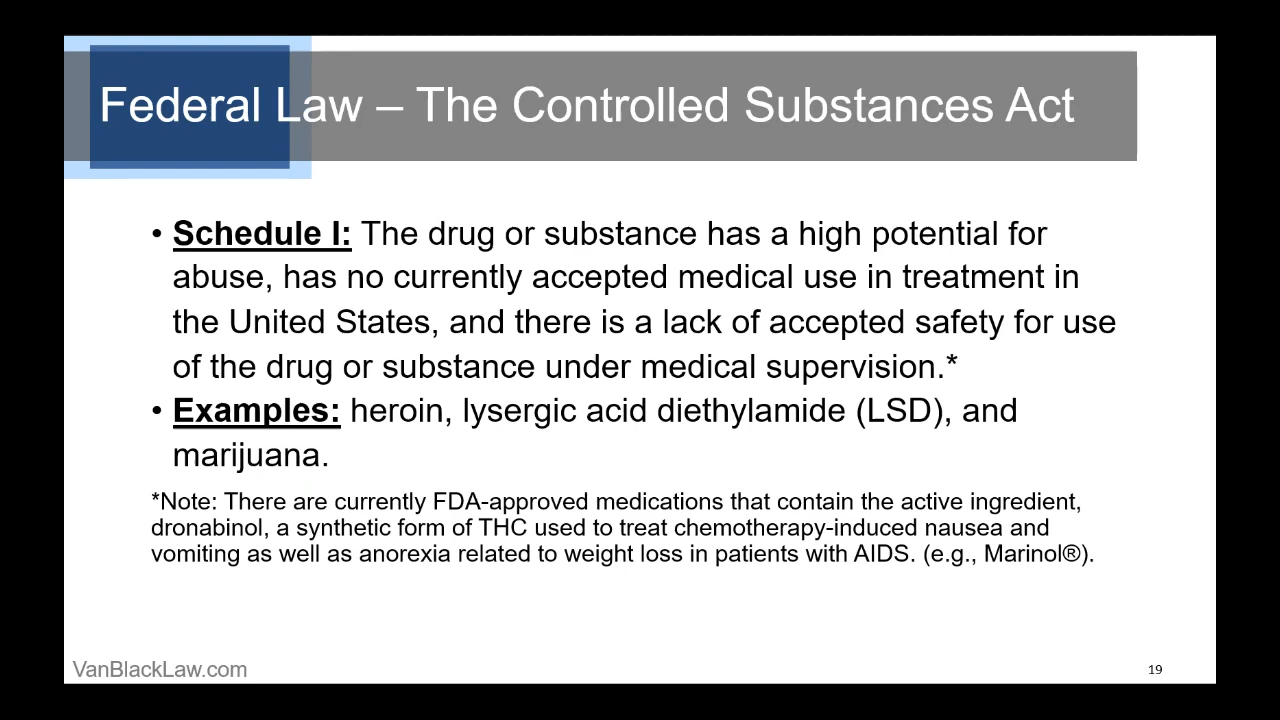 Federal Law – The Controlled Substances Act
• Schedule I: The drug or substance has a high potential for
abuse, has no currently accepted medical use in treatment in
the United States, and there is a lack of accepted safety for use
of the drug or substance under medical supervision.*
• Examples: heroin, lysergic acid diethylamide (LSD), and
marijuana.
*Note: There are currently FDA-approved medications that contain the active ingredient,
dronabinol, a synthetic form of THC used to treat chemotherapy-induced nausea and
vomiting as well as anorexia related to weight loss in patients with AIDS. (e.g., Marinol®).
VanBlackLaw.com
19